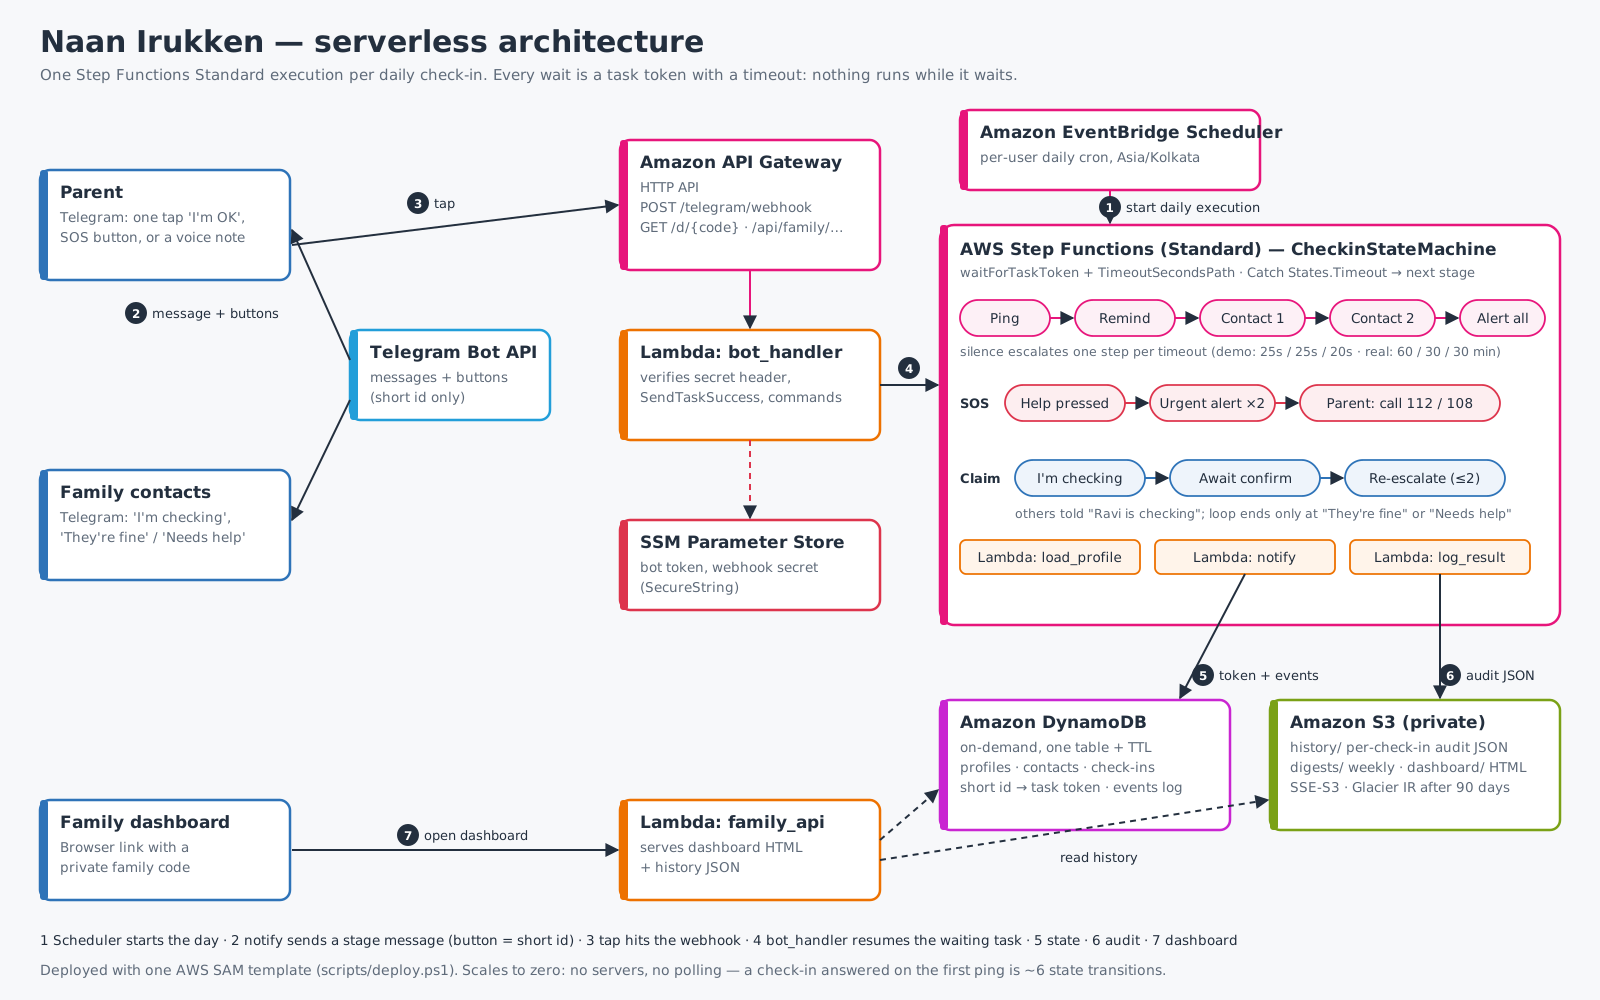 Naan Irukken — serverless architecture
One Step Functions Standard execution per daily check-in. Every wait is a task token with a timeout: nothing runs while it waits.
Parent
Telegram: one tap 'I'm OK',
SOS button, or a voice note
3 tap
2 message + buttons
Telegram Bot API
messages + buttons
(short id only)
Family contacts
Telegram: 'I'm checking',
'They're fine' / 'Needs help'
Amazon API Gateway
HTTP API
POST /telegram/webhook
GET /d/{code} · /api/family/…
Lambda: bot_handler
verifies secret header,
SendTaskSuccess, commands
4
SSM Parameter Store
bot token, webhook secret
(SecureString)
Amazon EventBridge Scheduler
per-user daily cron, Asia/Kolkata
1 start daily execution
AWS Step Functions (Standard) — CheckinStateMachine
waitForTaskToken + TimeoutSecondsPath · Catch States.Timeout → next stage
Ping Remind Contact 1 Contact 2 Alert all
silence escalates one step per timeout (demo: 25s / 25s / 20s · real: 60 / 30 / 30 min)
SOS Help pressed Urgent alert ×2 Parent: call 112 / 108
Claim I'm checking Await confirm Re-escalate (≤2)
others told "Ravi is checking"; loop ends only at "They're fine" or "Needs help"
Lambda: load_profile Lambda: notify Lambda: log_result
5 token + events
6 audit JSON
Amazon DynamoDB
on-demand, one table + TTL
profiles · contacts · check-ins
short id → task token · events log
Amazon S3 (private)
history/ per-check-in audit JSON
digests/ weekly · dashboard/ HTML
SSE-S3 · Glacier IR after 90 days
Family dashboard
Browser link with a
private family code
7 open dashboard
Lambda: family_api
serves dashboard HTML
+ history JSON
read history
1 Scheduler starts the day · 2 notify sends a stage message (button = short id) · 3 tap hits the webhook · 4 bot_handler resumes the waiting task · 5 state · 6 audit · 7 dashboard
Deployed with one AWS SAM template (scripts/deploy.ps1). Scales to zero: no servers, no polling — a check-in answered on the first ping is ~6 state transitions.